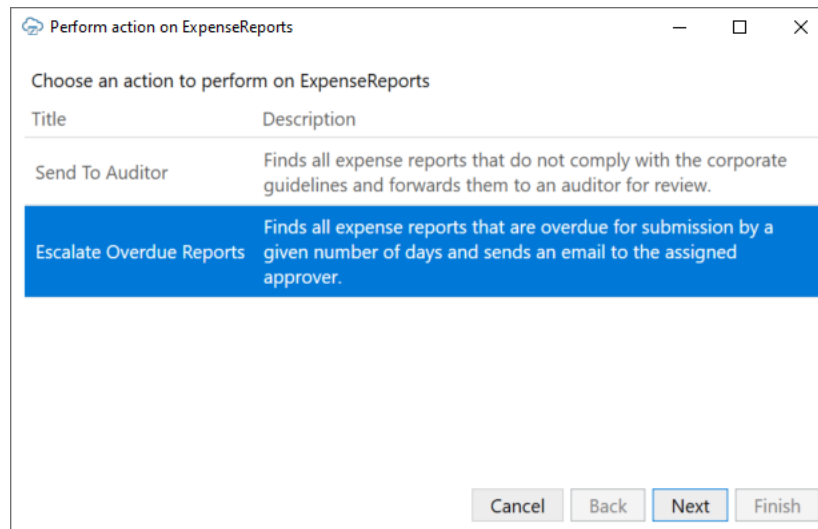 Perform action on ExpenseReports
Choose an action to perform on ExpenseReports
Title Description
Send To Auditor
Finds all expense reports that do not comply with the corporate
guidelines and forwards them to an auditor for review.
Escalate Overdue Reports
Finds all expense reports that are overdue for submission by a
given number of days and sends an email to the assigned
approver.
Cancel Back Next Finish